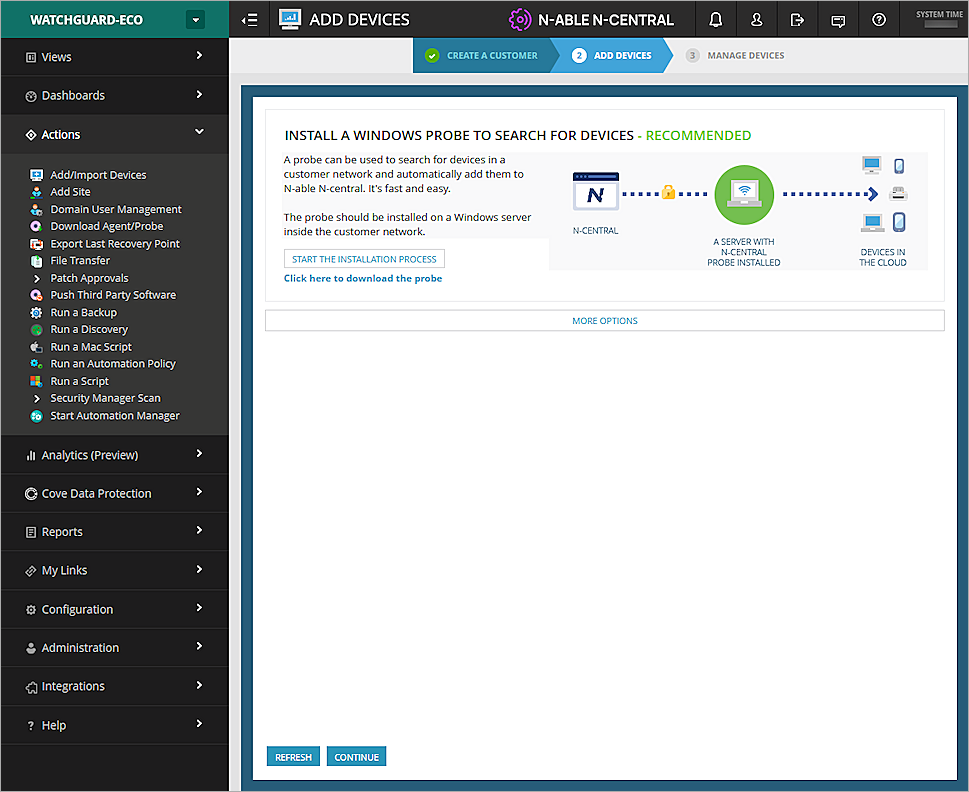 WATCHGUARD-ECO
ADD DEVICES
N-ABLE N-CENTRAL
SYSTEM TIME
CREATE A CUSTOMER
2 ADD DEVICES
3 MANAGE DEVICES
Views
Dashboards
Actions
Add/Import Devices
Add Site
Domain User Management
Download Agent/Probe
Export Last Recovery Point
File Transfer
Patch Approvals
Push Third Party Software
Run a Backup
Run a Discovery
Run a Mac Script
Run an Automation Policy
Run a Script
Security Manager Scan
Start Automation Manager
Analytics (Preview)
Cove Data Protection
Reports
My Links
Configuration
Administration
Integrations
Help
INSTALL A WINDOWS PROBE TO SEARCH FOR DEVICES - RECOMMENDED
A probe can be used to search for devices in a
customer network and automatically add them to
N-able N-central. It's fast and easy.
The probe should be installed on a Windows server
inside the customer network.
START THE INSTALLATION PROCESS
Click here to download the probe
N
N-CENTRAL
A SERVER WITH
N-CENTRAL
PROBE INSTALLED
DEVICES IN
THE CLOUD
MORE OPTIONS
REFRESH
CONTINUE